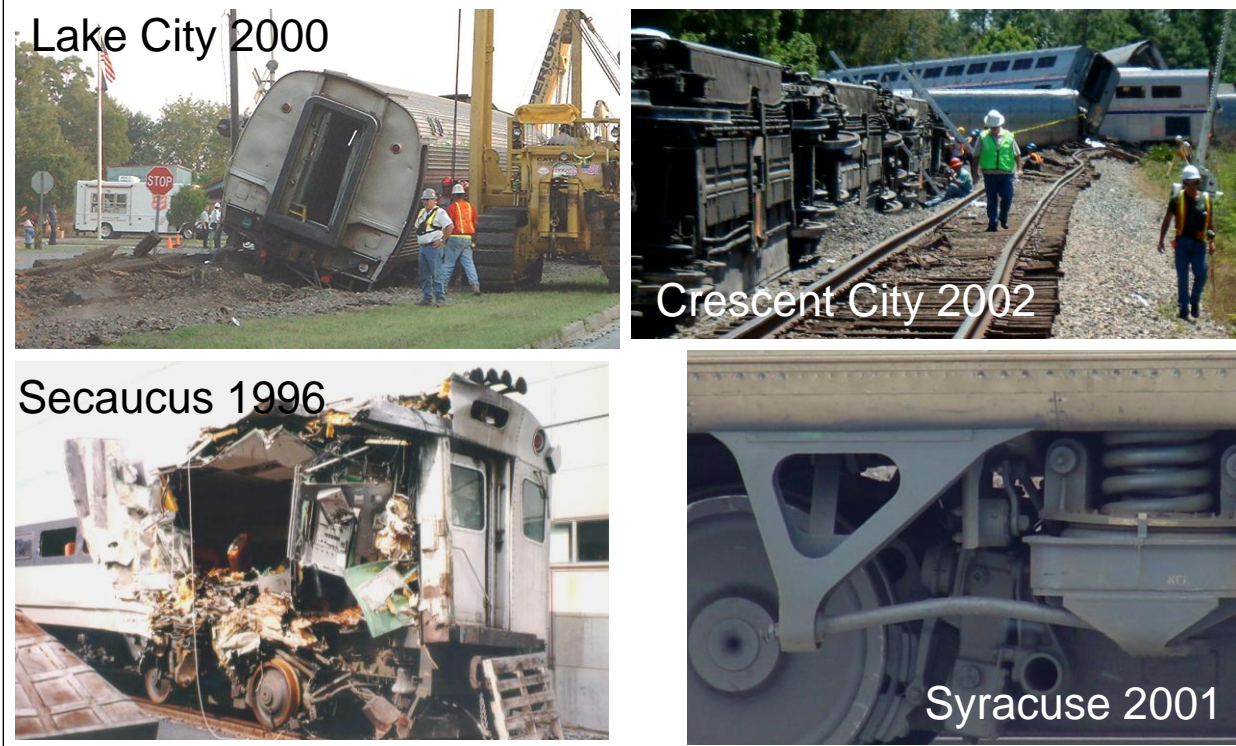 Lake City 2000
STOP
Crescent City 2002
Secaucus 1996
Syracuse 2001